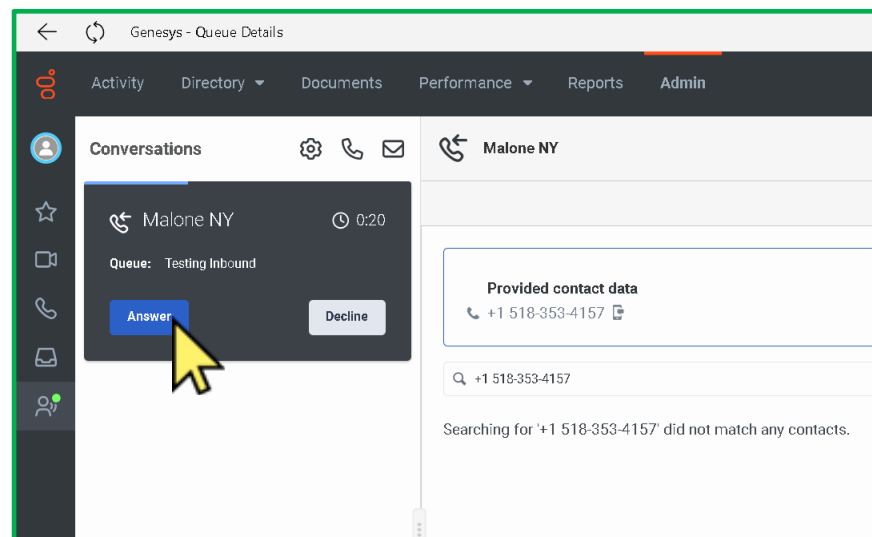 Genesys - Queue Details
Activity Directory Documents Performance Reports Admin
Conversations
Malone NY
Malone NY 0:20
Queue: Testing Inbound
Answer Decline
Provided contact data
+1 518-353-4157
+1 518-353-4157
Searching for '+1 518-353-4157' did not match any contacts.